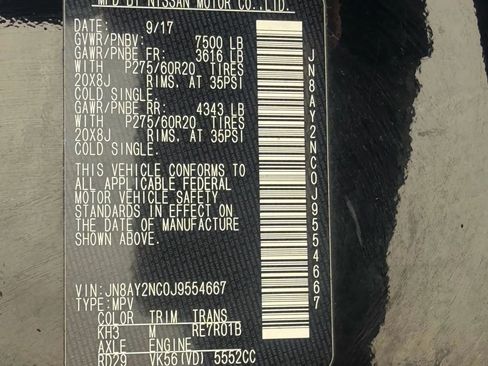 MFD BY NISSAN MOTOR CO.,LTD.
DATE: 9/17
GVWR/PNBV: 7500 LB
GAWR/PNBE FR: 3616 LB
WITH P275/60R20 TIRES
20X8J RIMS, AT 35PSI
COLD SINGLE.
GAWR/PNBE RR: 4343 LB
WITH P275/60R20 TIRES
20X8J RIMS, AT 35PSI
COLD SINGLE.
THIS VEHICLE CONFORMS TO
ALL APPLICABLE FEDERAL
MOTOR VEHICLE SAFETY
STANDARDS IN EFFECT ON
THE DATE OF MANUFACTURE
SHOWN ABOVE.
VIN: JN8AY2NC0J9554667
TYPE: MPV
COLOR TRIM TRANS
KH3 M RE7R01B
AXLE ENGINE
RD29 VK56(VD) 5552CC
JN8AY2NC0J9554667